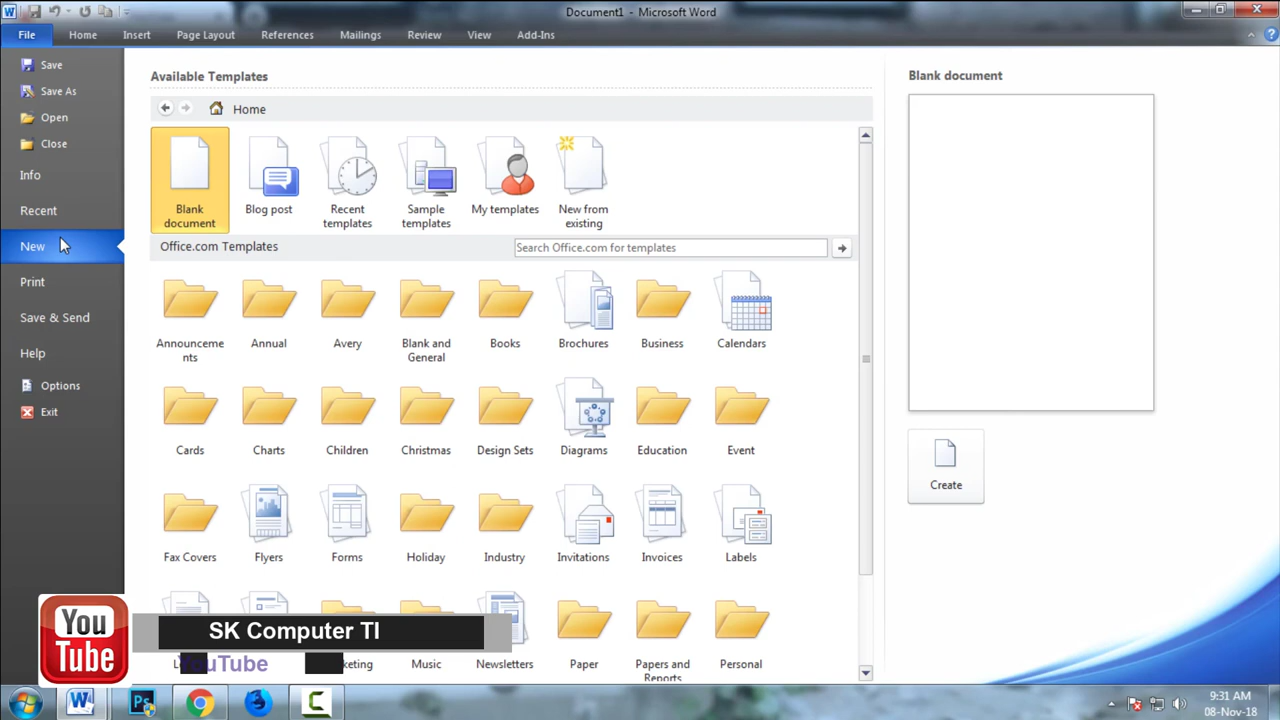 Document1 - Microsoft Word
File Home Insert Page Layout References Mailings Review View Add-Ins
Save
Save As
Open
Close
Info
Recent
New
Print
Save & Send
Help
Options
Exit
Available Templates
Home
Blank document
Blog post
Recent templates
Sample templates
My templates
New from existing
Office.com Templates
Search Office.com for templates
Announcements
Annual
Avery
Blank and General
Books
Brochures
Business
Calendars
Cards
Charts
Children
Christmas
Design Sets
Diagrams
Education
Event
Fax Covers
Flyers
Forms
Holiday
Industry
Invitations
Invoices
Labels
Music
Newsletters
Paper
Papers and Reports
Personal
Blank document
Create
You
Tube
SK Computer TI
YouTube
9:31 AM
08-Nov-18